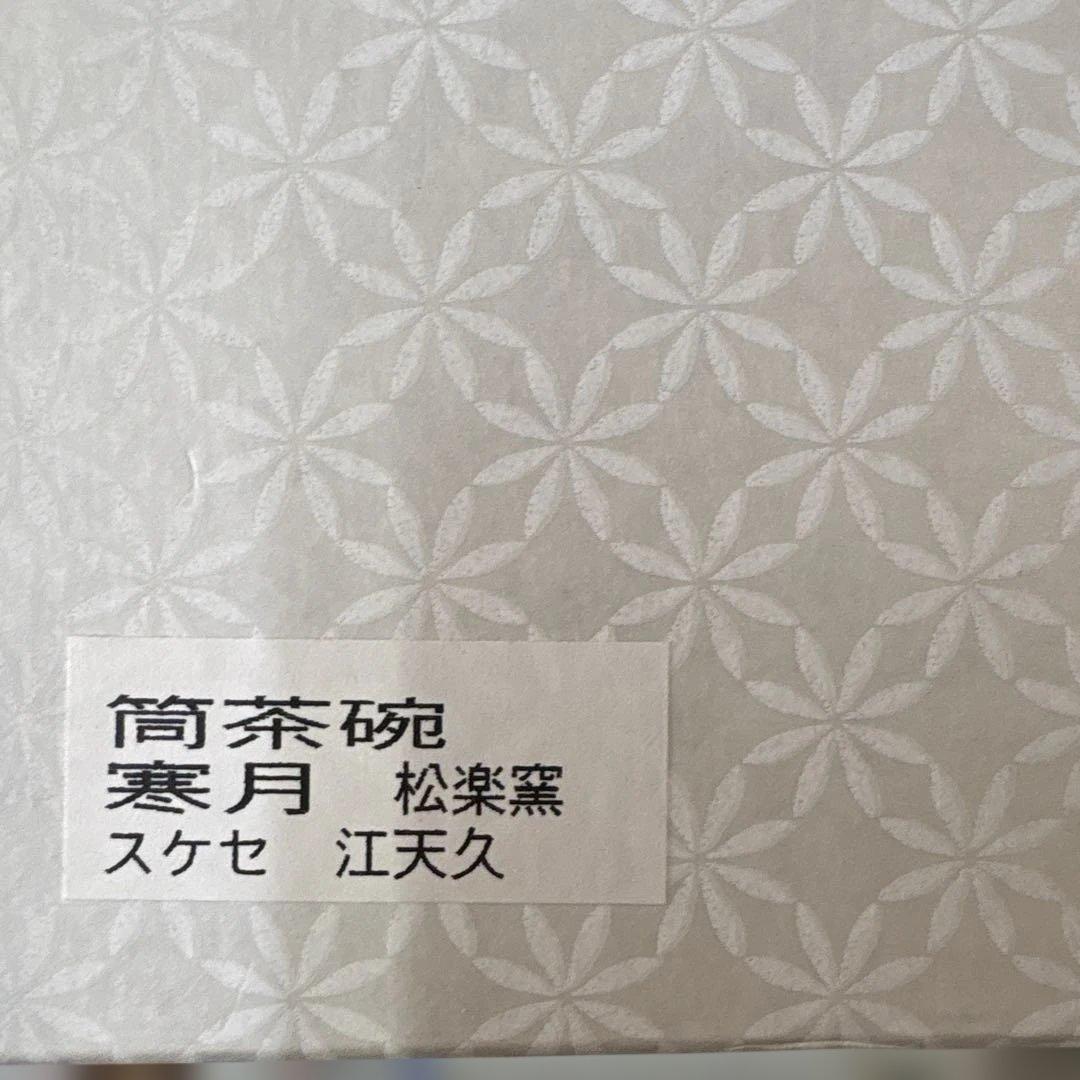 筒茶碗
寒月　松楽窯
スケセ　江天久